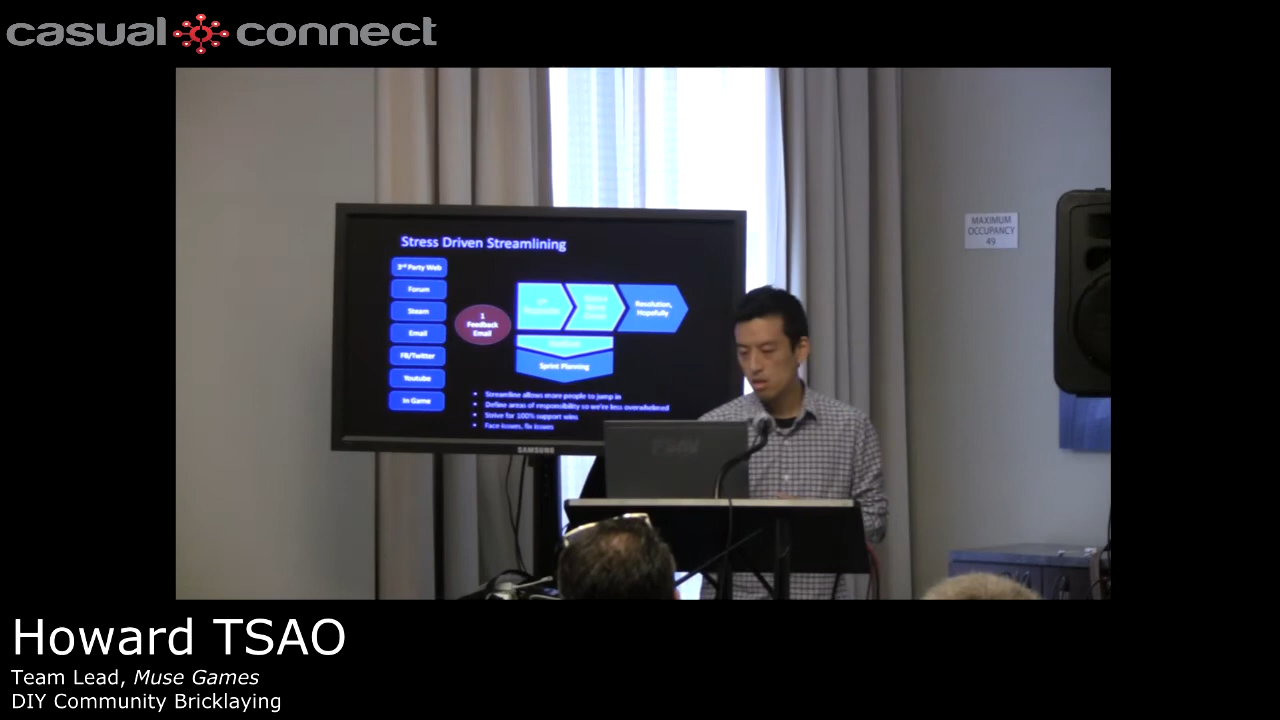 casual connect
MAXIMUM
OCCUPANCY
49
Stress Driven Streamlining
3rd Party Web
Forum
Steam
Email
FB/Twitter
Youtube
In Game
1
Feedback
Email
Resolution,
Hopefully
Sprint Planning
• Streamline allows more people to jump in
• Define areas of responsibility so we're less overwhelmed
• Strive for 100% support wins
• Face issues, fix issues
SAMSUNG
Howard TSAO
Team Lead, Muse Games
DIY Community Bricklaying